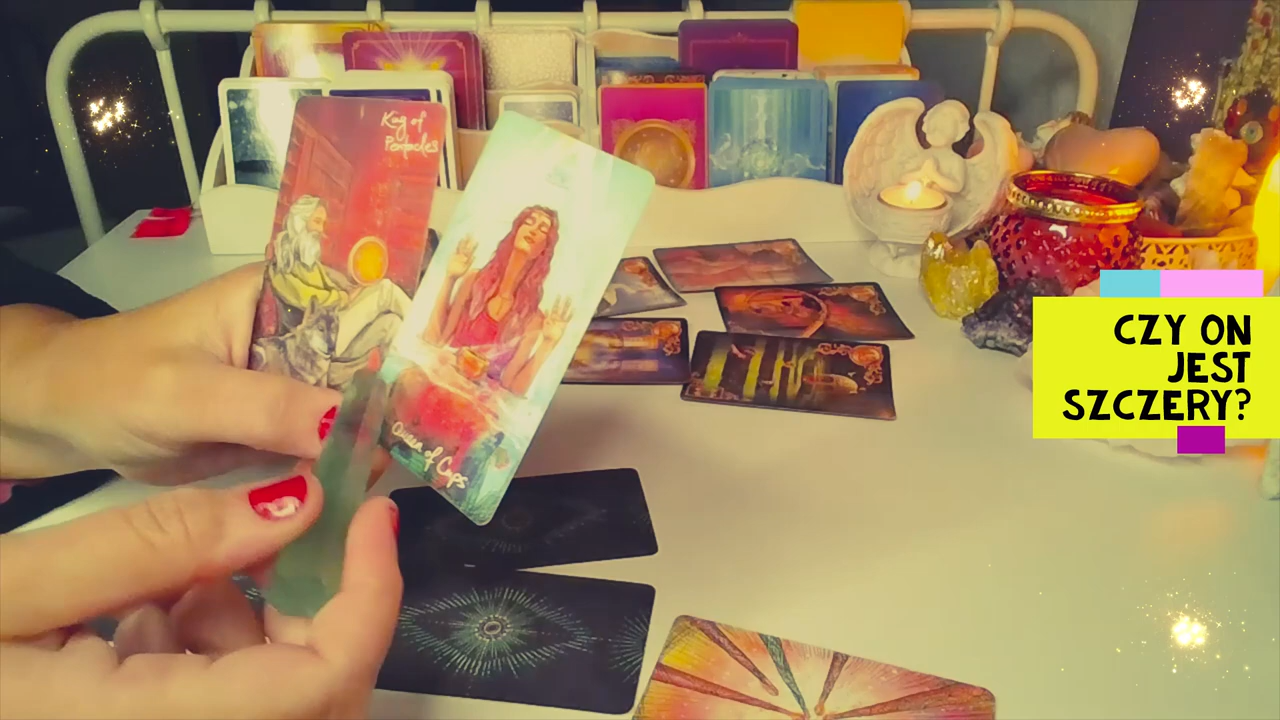 King of
Pentacles
Queen of Cups
CZY ON
JEST
SZCZERY?